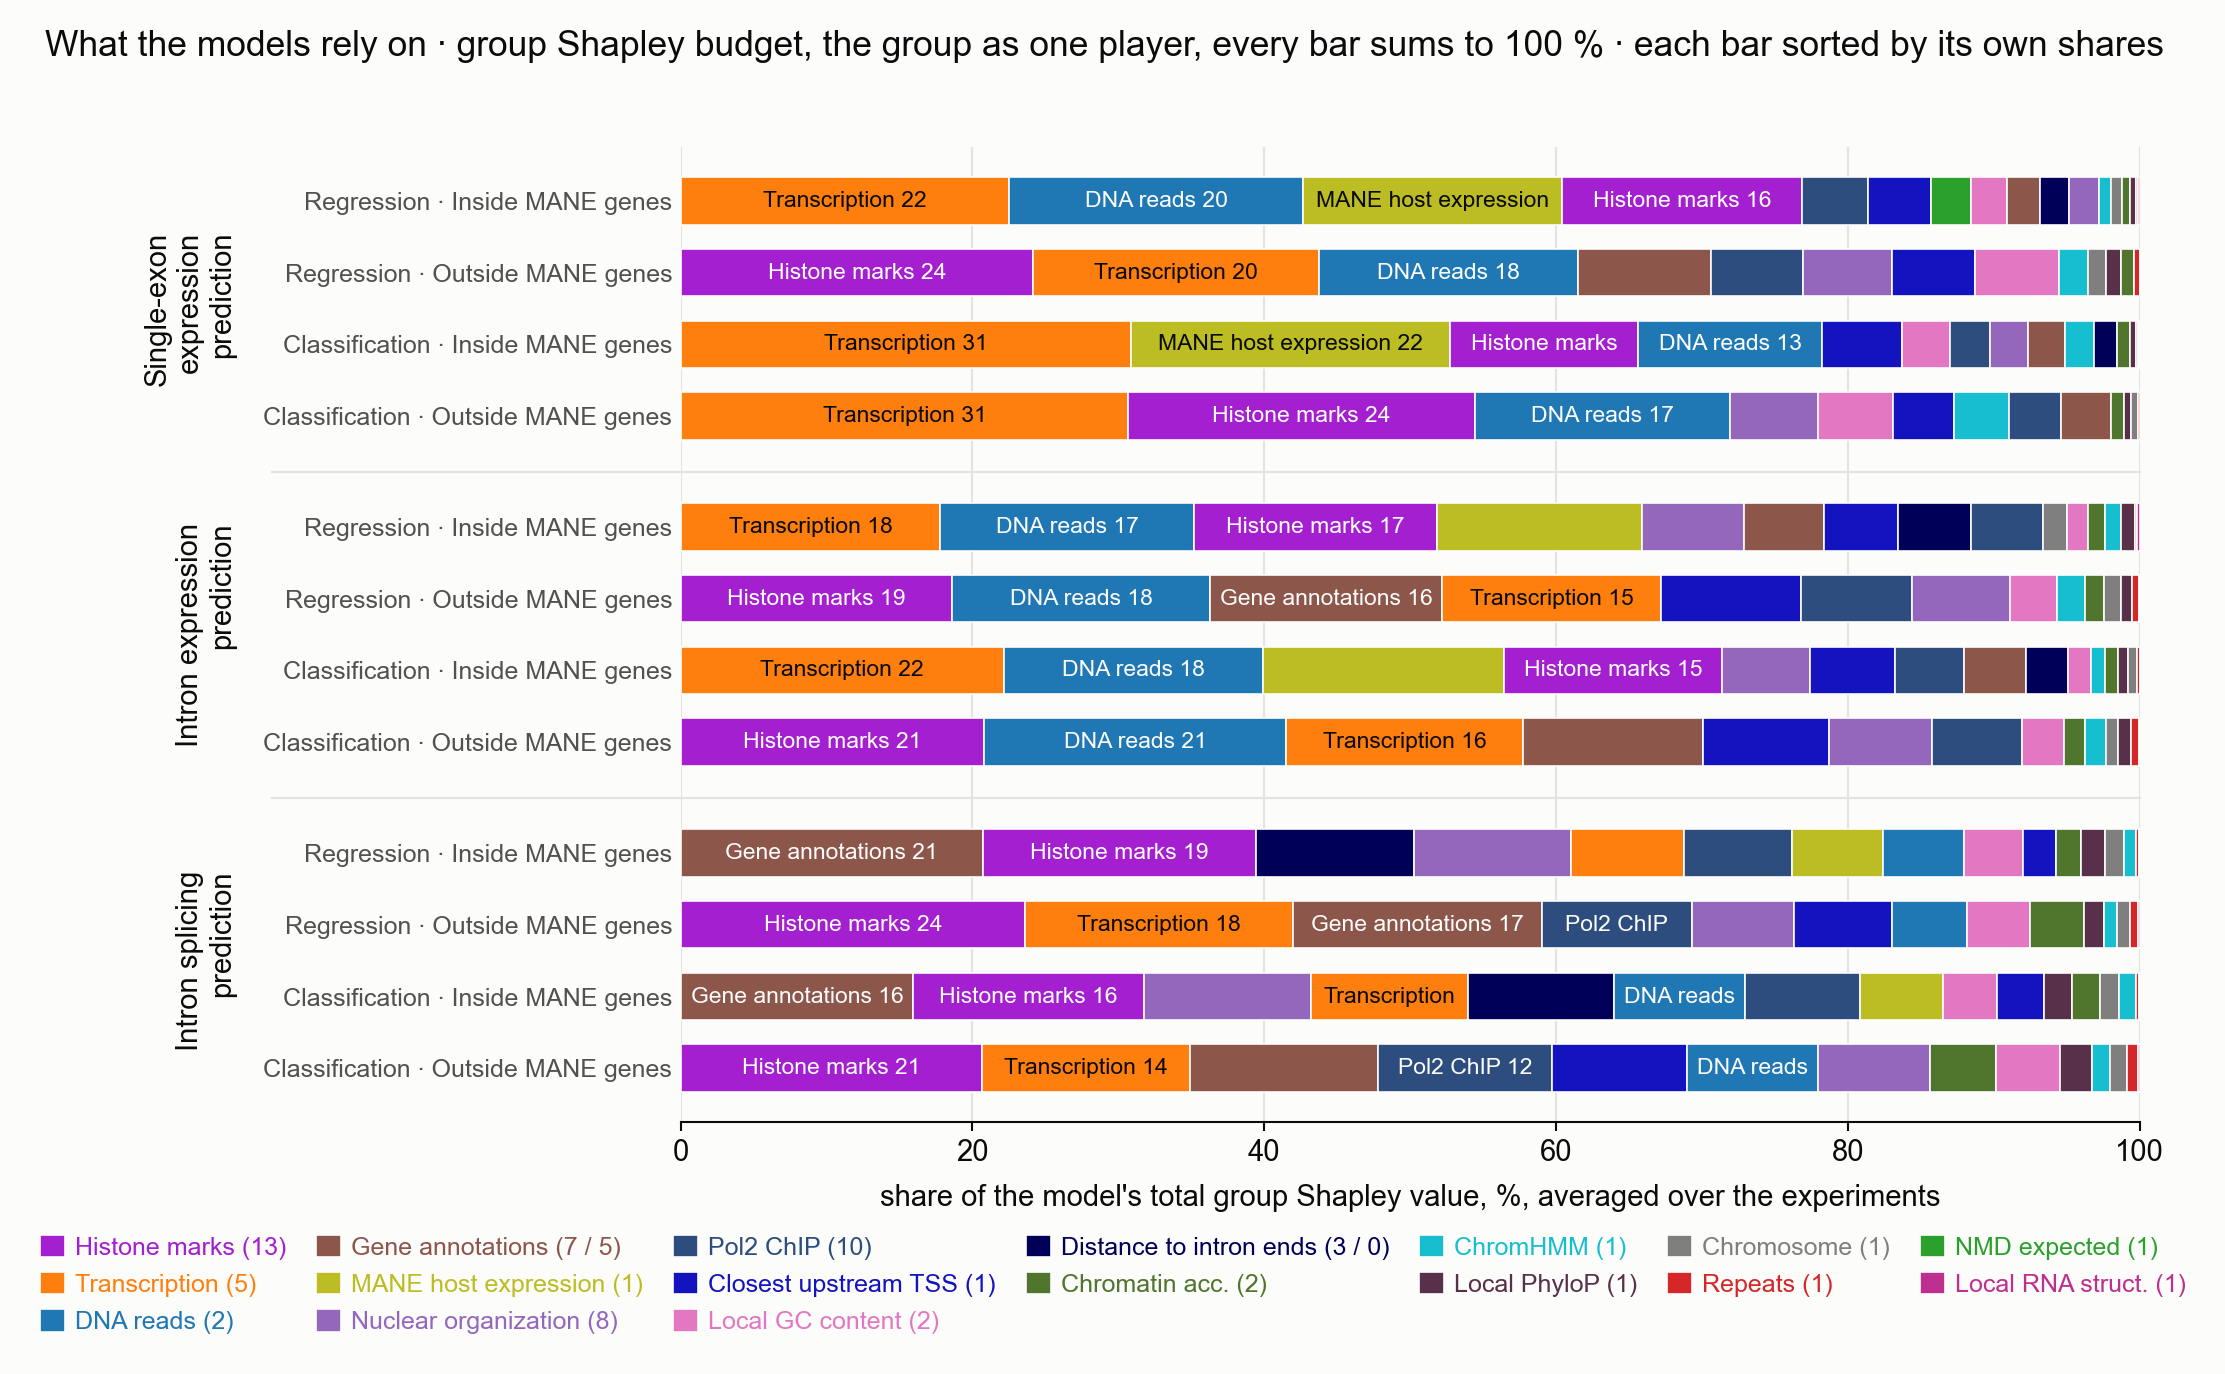 What the models rely on · group Shapley budget, the group as one player, every bar sums to 100 % · each bar sorted by its own shares
Single-exon
expression
prediction
Regression · Inside MANE genes
Transcription 22
DNA reads 20
MANE host expression
Histone marks 16
Regression · Outside MANE genes
Histone marks 24
Transcription 20
DNA reads 18
Classification · Inside MANE genes
Transcription 31
MANE host expression 22
Histone marks
DNA reads 13
Classification · Outside MANE genes
Transcription 31
Histone marks 24
DNA reads 17
Intron expression
prediction
Regression · Inside MANE genes
Transcription 18
DNA reads 17
Histone marks 17
Regression · Outside MANE genes
Histone marks 19
DNA reads 18
Gene annotations 16
Transcription 15
Classification · Inside MANE genes
Transcription 22
DNA reads 18
Histone marks 15
Classification · Outside MANE genes
Histone marks 21
DNA reads 21
Transcription 16
Intron splicing
prediction
Regression · Inside MANE genes
Gene annotations 21
Histone marks 19
Regression · Outside MANE genes
Histone marks 24
Transcription 18
Gene annotations 17
Pol2 ChIP
Classification · Inside MANE genes
Gene annotations 16
Histone marks 16
Transcription
DNA reads
Classification · Outside MANE genes
Histone marks 21
Transcription 14
Pol2 ChIP 12
DNA reads
0 20 40 60 80 100
share of the model's total group Shapley value, %, averaged over the experiments
Histone marks (13) Gene annotations (7 / 5) Pol2 ChIP (10) Distance to intron ends (3 / 0) ChromHMM (1) Chromosome (1) NMD expected (1)
Transcription (5) MANE host expression (1) Closest upstream TSS (1) Chromatin acc. (2) Local PhyloP (1) Repeats (1) Local RNA struct. (1)
DNA reads (2) Nuclear organization (8) Local GC content (2)